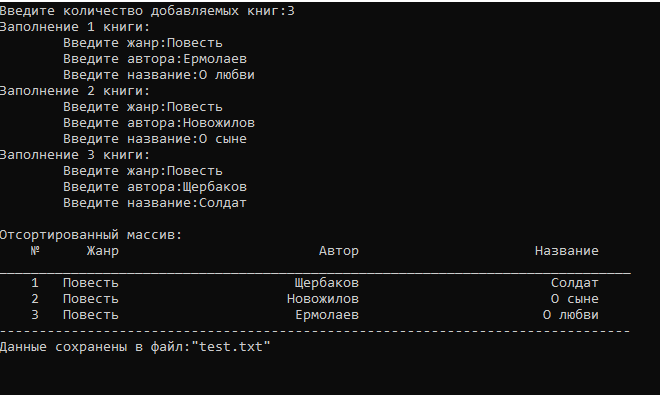 Введите количество добавляемых книг:3
Заполнение 1 книги:
Введите жанр:Повесть
Введите автора:Ермолаев
Введите название:О любви
Заполнение 2 книги:
Введите жанр:Повесть
Введите автора:Новожилов
Введите название:О сыне
Заполнение 3 книги:
Введите жанр:Повесть
Введите автора:Щербаков
Введите название:Солдат
Отсортированный массив:
№ Жанр Автор Название
1 Повесть Щербаков Солдат
2 Повесть Новожилов О сыне
3 Повесть Ермолаев О любви
Данные сохранены в файл:"test.txt"